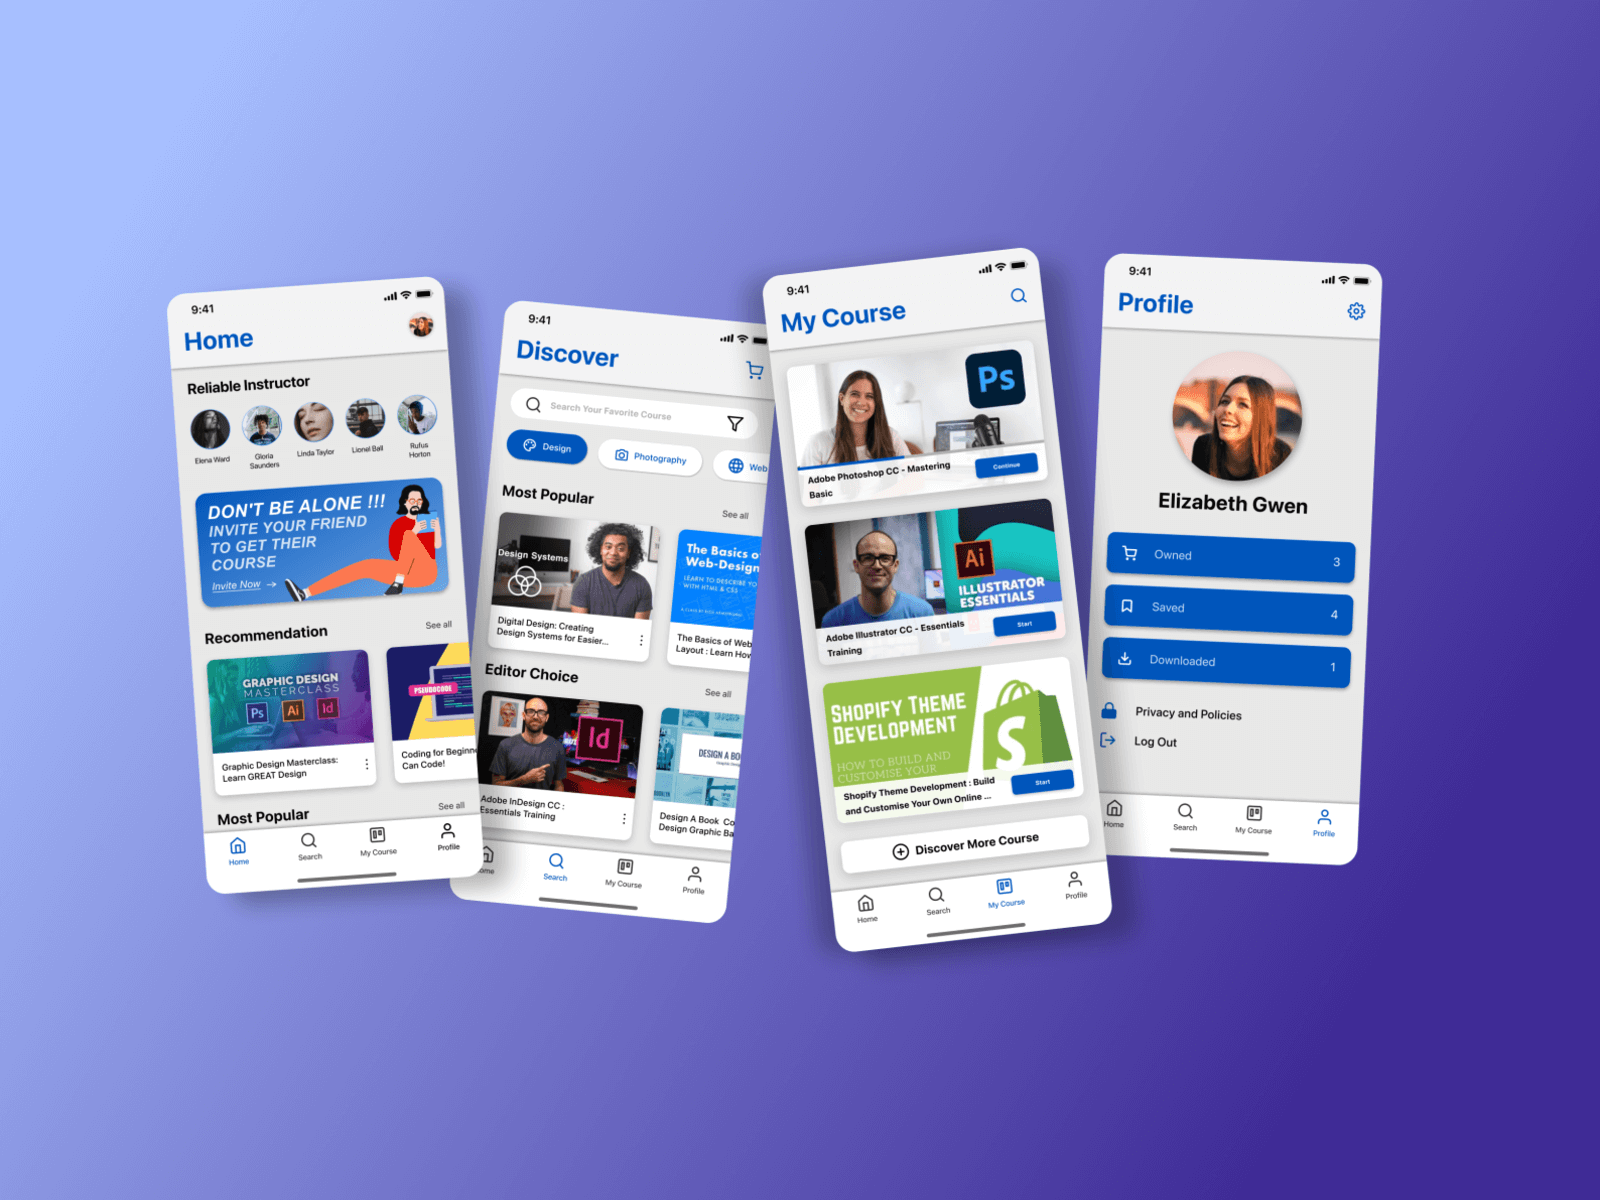 9:41
Home
Reliable Instructor
Elena Ward
Gloria
Saunders
Linda Taylor
Lionel Ball
Rufus
Horton
DON'T BE ALONE !!!
INVITE YOUR FRIEND
TO GET THEIR
COURSE
Invite Now
Recommendation
See all
GRAPHIC DESIGN
MASTERCLASS
Ps
Ai
Id
PSEUDACODE
Graphic Design Masterclass:
Learn GREAT Design
Coding for Beginne
Can Code!
Most Popular
See all
Home
Search
My Course
Profile
9:41
Discover
Search Your Favorite Course
Design
Photography
Web
Most Popular
See all
Design Systems
The Basics of
Web-Design
LEARN TO DESCRIBE YO
WITH HTML & CSS
Digital Design: Creating
Design Systems for Easier...
The Basics of Web
Layout : Learn How
Editor Choice
See all
Id
DESIGN A BO
Adobe InDesign CC :
Essentials Training
Design A Book Co
Design Graphic Ba
ome
Search
My Course
Profile
9:41
My Course
Ps
Adobe Photoshop CC - Mastering
Basic
Continue
Ai
ILLUSTRATOR
ESSENTIALS
Adobe Illustrator CC - Essentials
Training
Start
SHOPIFY THEME
DEVELOPMENT
HOW TO BUILD AND
CUSTOMISE YOUR
S
Shopify Theme Development : Build
and Customise Your Own Online ...
Start
Discover More Course
Home
Search
My Course
Profile
9:41
Profile
Elizabeth Gwen
Owned
3
Saved
4
Downloaded
1
Privacy and Policies
Log Out
Home
Search
My Course
Profile